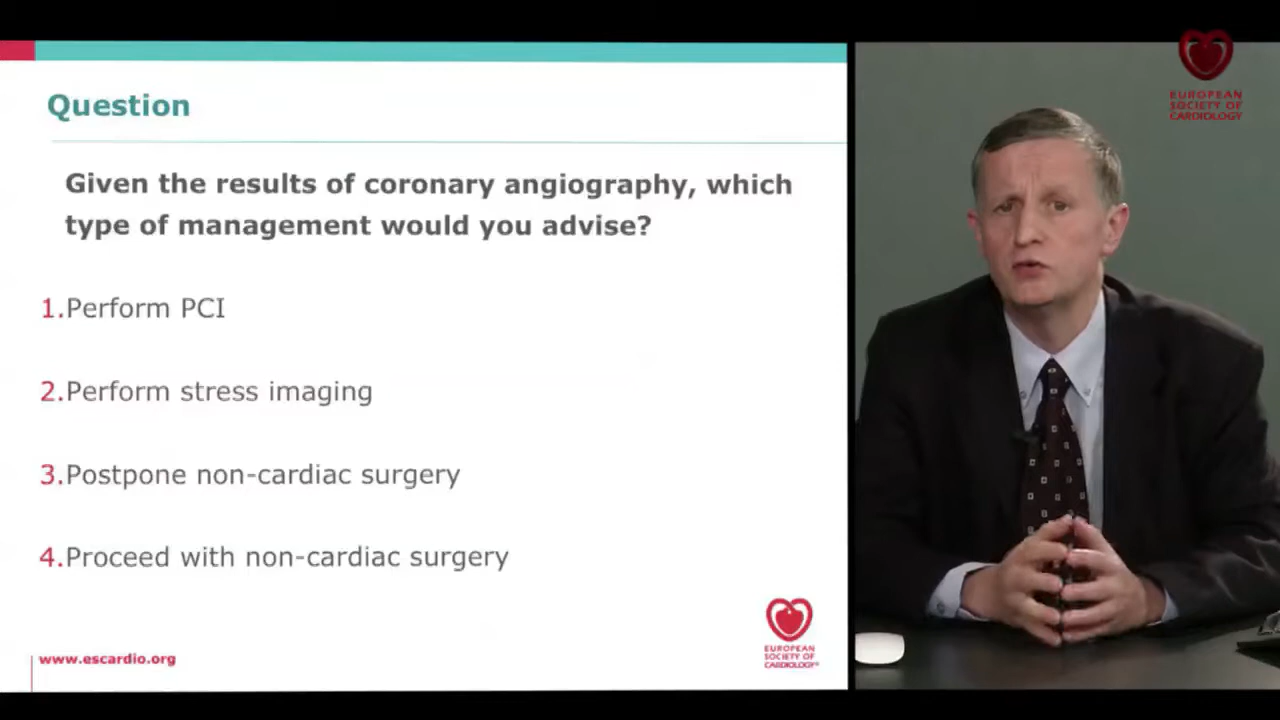 Question
Given the results of coronary angiography, which
type of management would you advise?
1.Perform PCI
2.Perform stress imaging
3.Postpone non-cardiac surgery
4.Proceed with non-cardiac surgery
www.escardio.org
EUROPEAN
SOCIETY OF
CARDIOLOGY®
EUROPEAN
SOCIETY OF
CARDIOLOGY